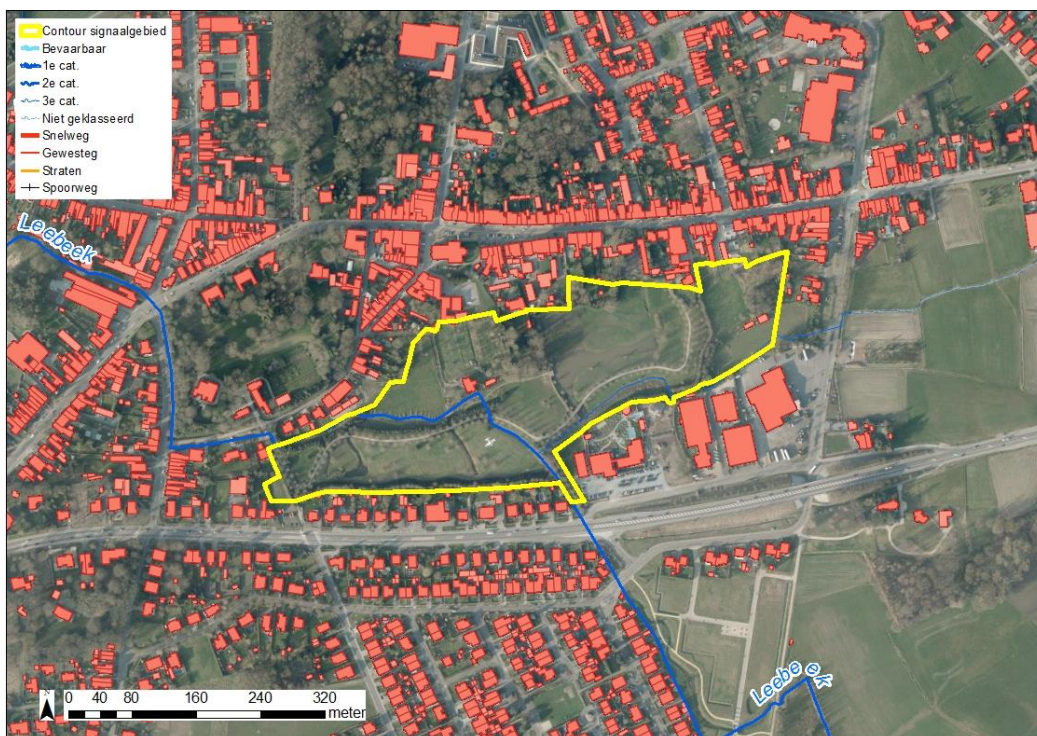 Contour signaalgebied
Bevaarbaar
1e cat.
2e cat.
3e cat.
Niet geklasseerd
Snelweg
Gewesteg
Straten
Spoorweg
Leebeek
Leebeek
N
0 40 80 160 240 320
meter